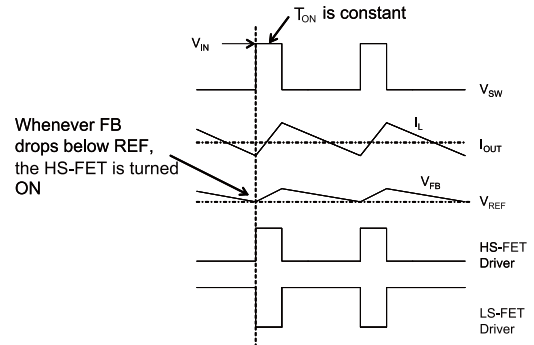 T_ON is constant
V_IN
V_SW
Whenever FB
drops below REF,
the HS-FET is turned
ON
I_L
I_OUT
V_FB
V_REF
HS-FET
Driver
LS-FET
Driver